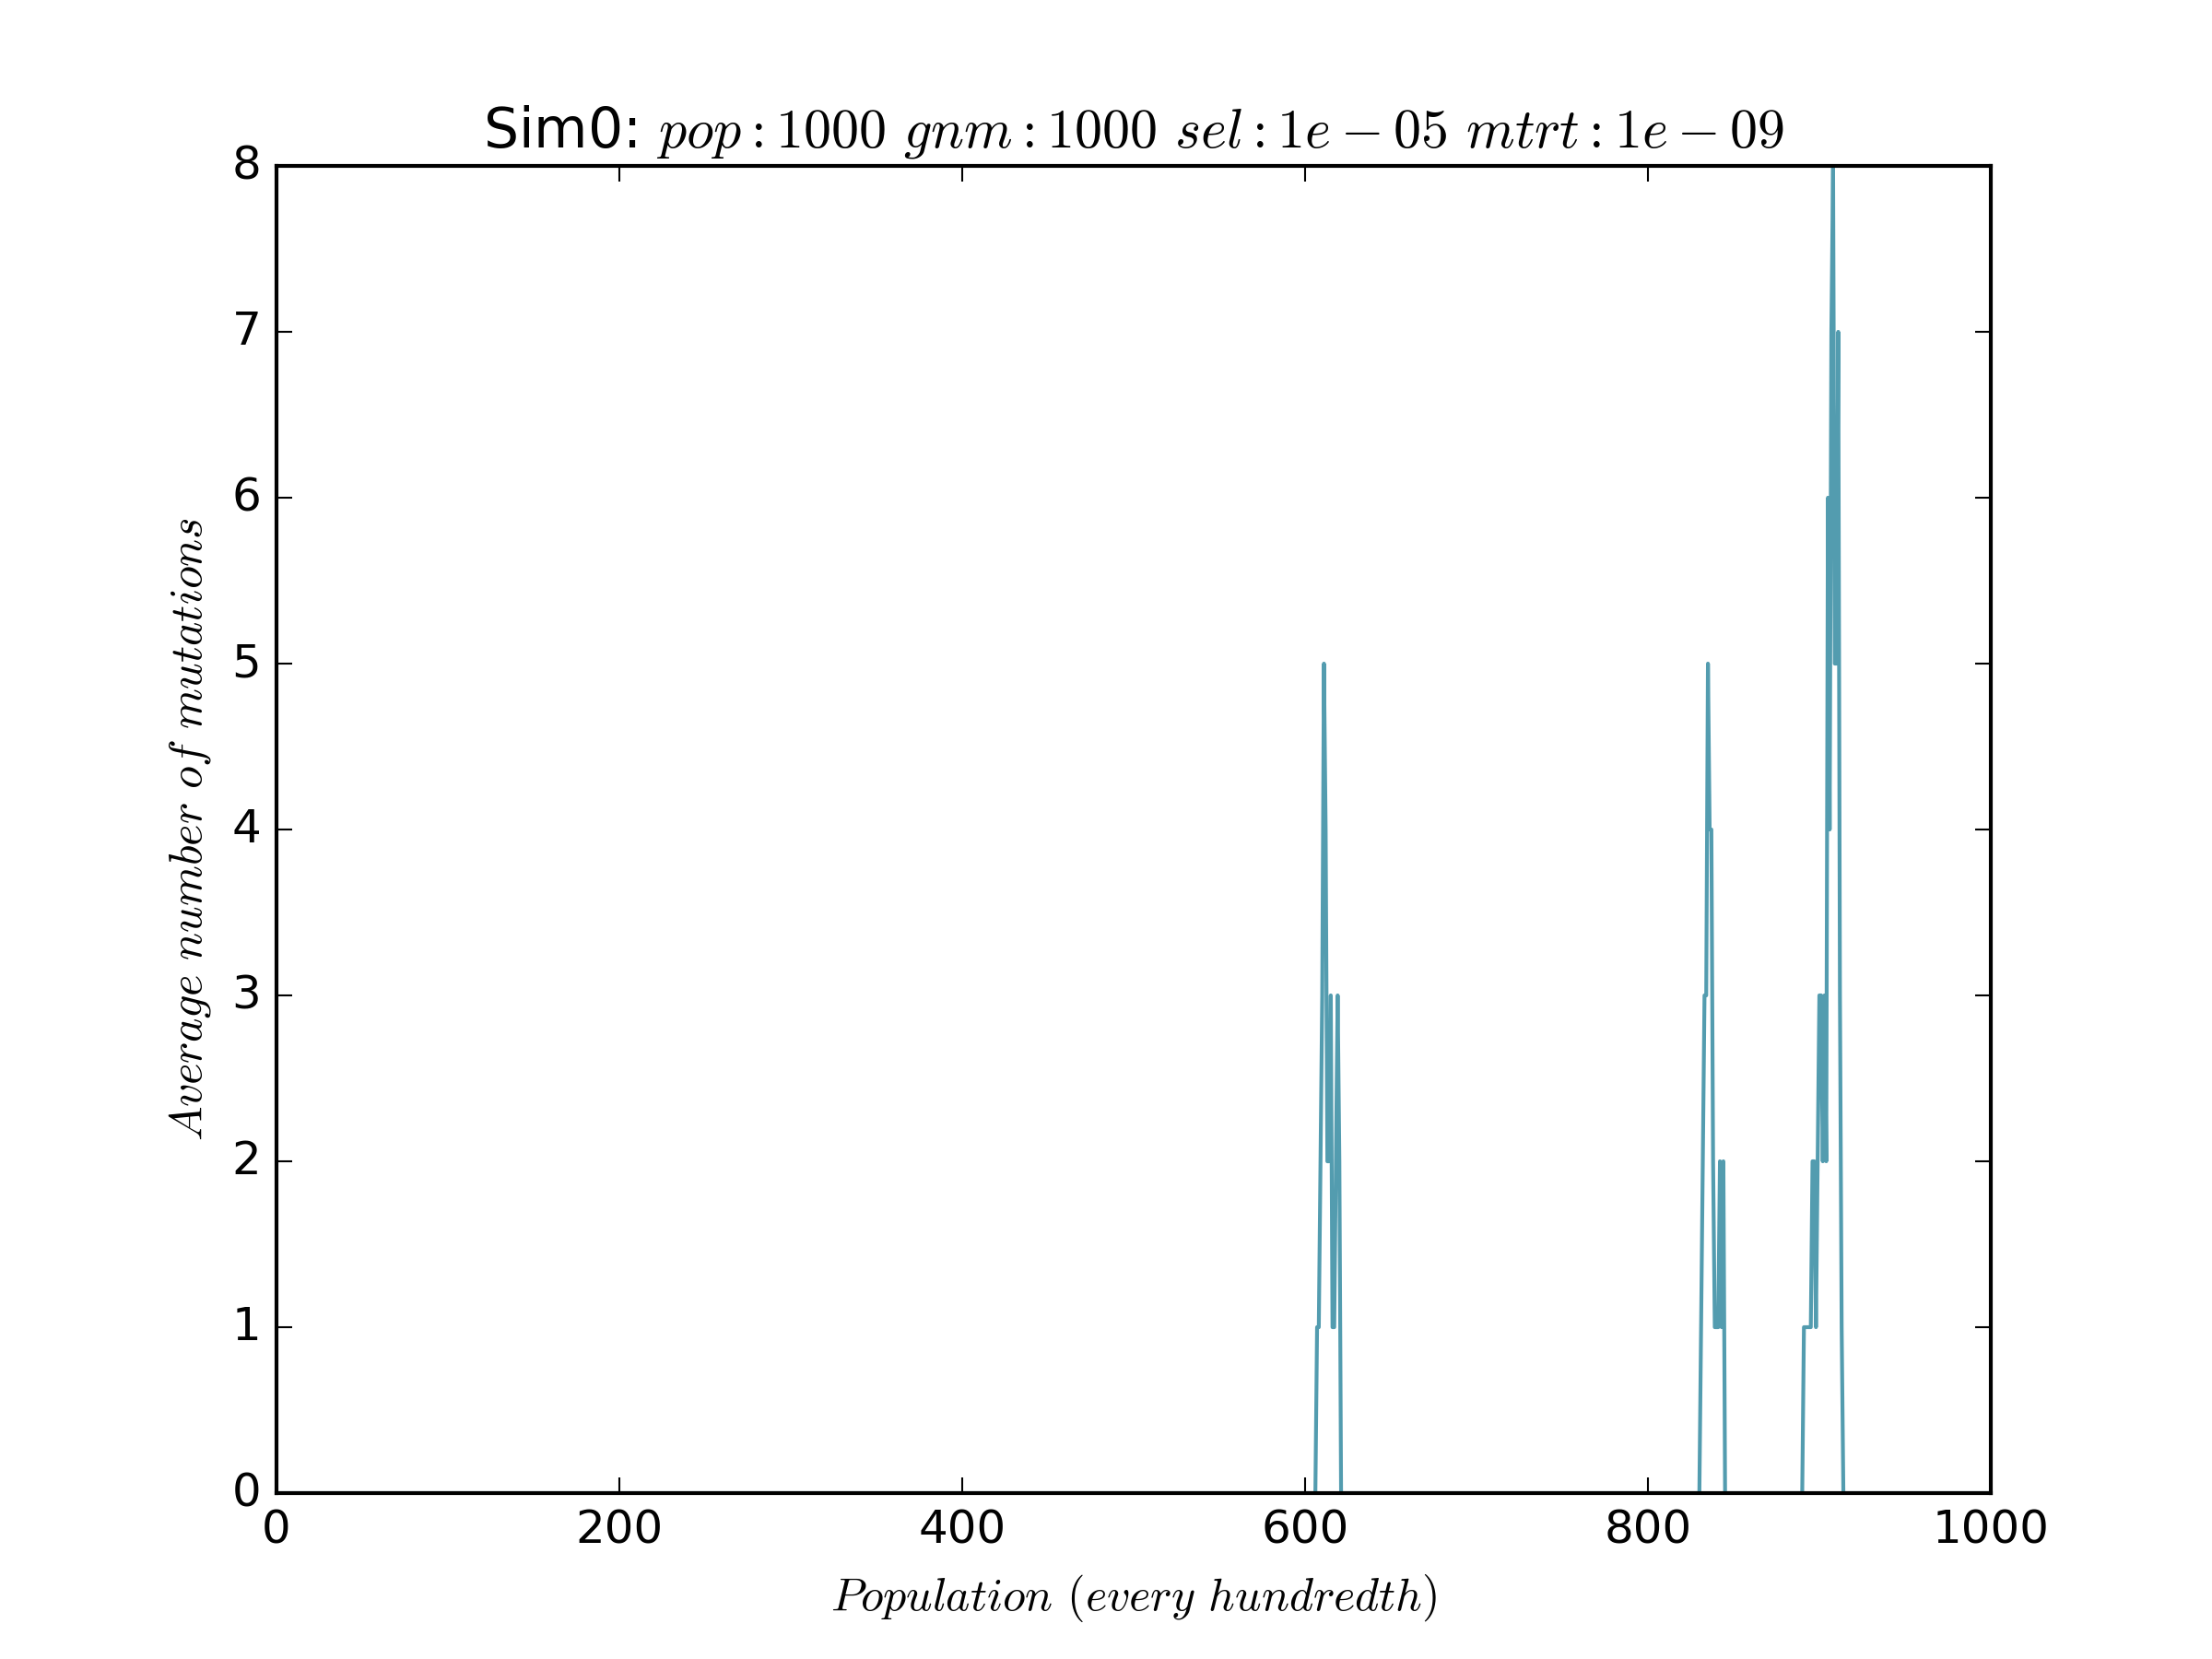 Sim0: pop : 1000 gnm : 1000 sel : 1e − 05 mtrt : 1e − 09
8
7
6
5
4
3
2
1
0
Average number of mutations
0 200 400 600 800 1000
Population (every hundredth)